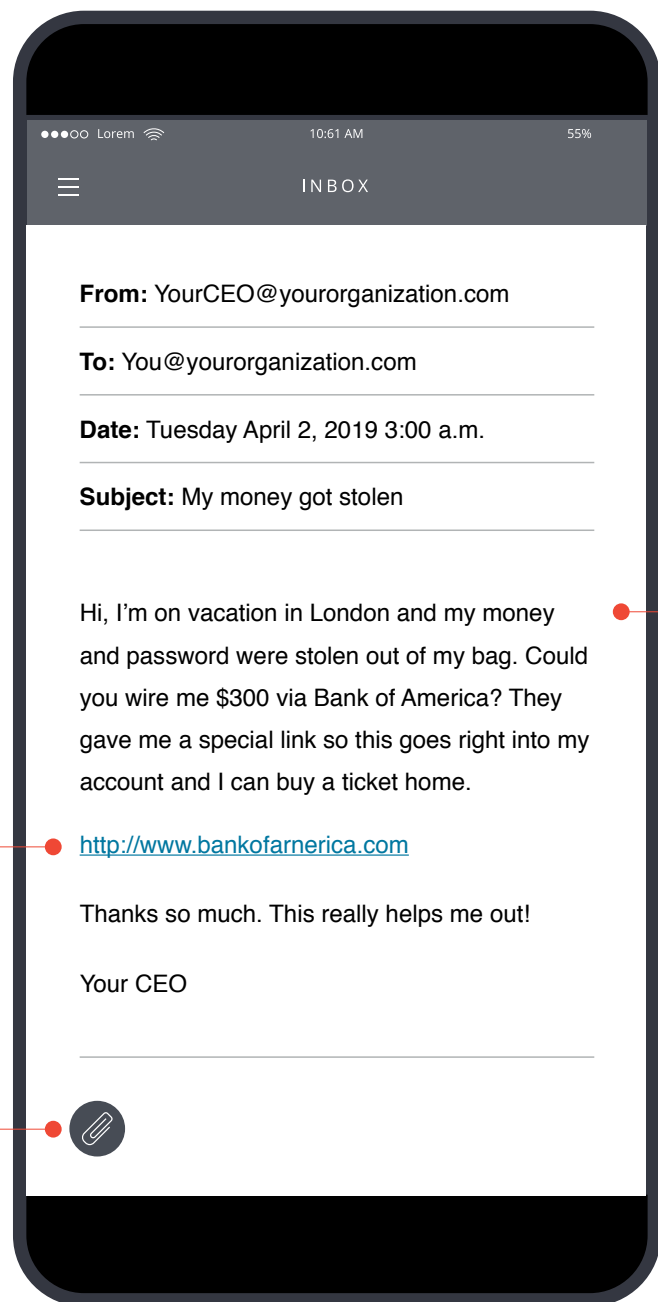 Lorem 10:61 AM 55%
INBOX
From: YourCEO@yourorganization.com
To: You@yourorganization.com
Date: Tuesday April 2, 2019 3:00 a.m.
Subject: My money got stolen
Hi, I’m on vacation in London and my money
and password were stolen out of my bag. Could
you wire me $300 via Bank of America? They
gave me a special link so this goes right into my
account and I can buy a ticket home.
http://www.bankofarnerica.com
Thanks so much. This really helps me out!
Your CEO